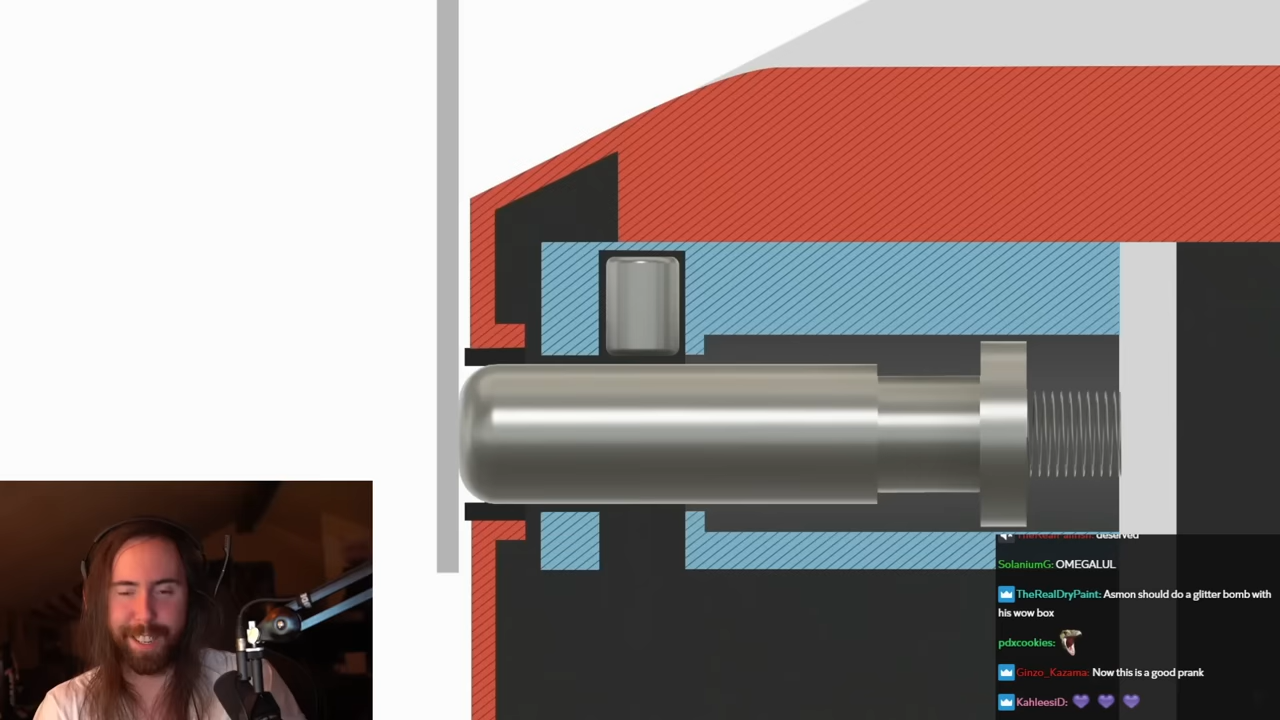 deserved
SolaniumG: OMEGALUL
TheRealDryPaint: Asmon should do a glitter bomb with
his wow box
pdxcookies:
Ginzo_Kazama: Now this is a good prank
KahleesiD: